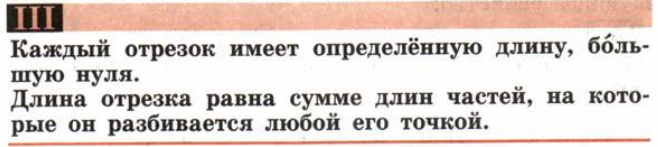 III
Каждый отрезок имеет определённую длину, бо́ль-
шую нуля.
Длина отрезка равна сумме длин частей, на кото-
рые он разбивается любой его точкой.